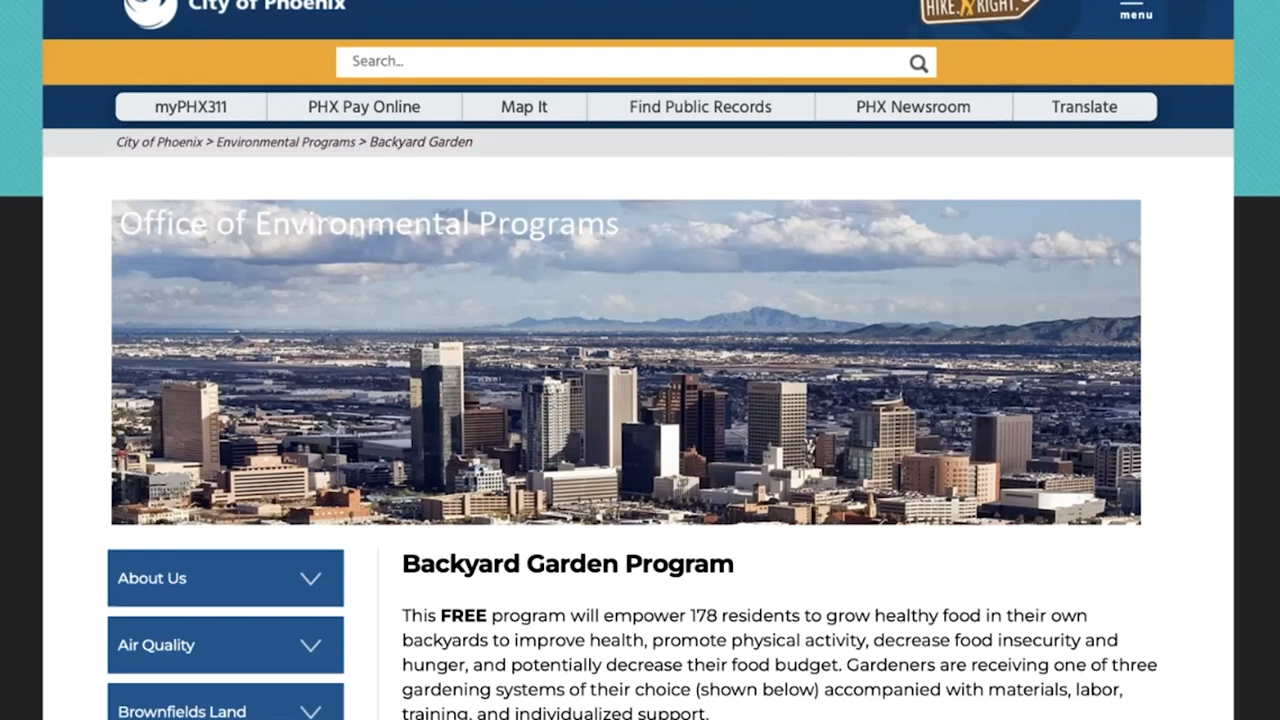 City of Phoenix
HIKE. RIGHT.
menu
Search...
myPHX311
PHX Pay Online
Map It
Find Public Records
PHX Newsroom
Translate
City of Phoenix > Environmental Programs > Backyard Garden
Office of Environmental Programs
About Us
Air Quality
Brownfields Land
Backyard Garden Program
This FREE program will empower 178 residents to grow healthy food in their own
backyards to improve health, promote physical activity, decrease food insecurity and
hunger, and potentially decrease their food budget. Gardeners are receiving one of three
gardening systems of their choice (shown below) accompanied with materials, labor,
training, and individualized support.